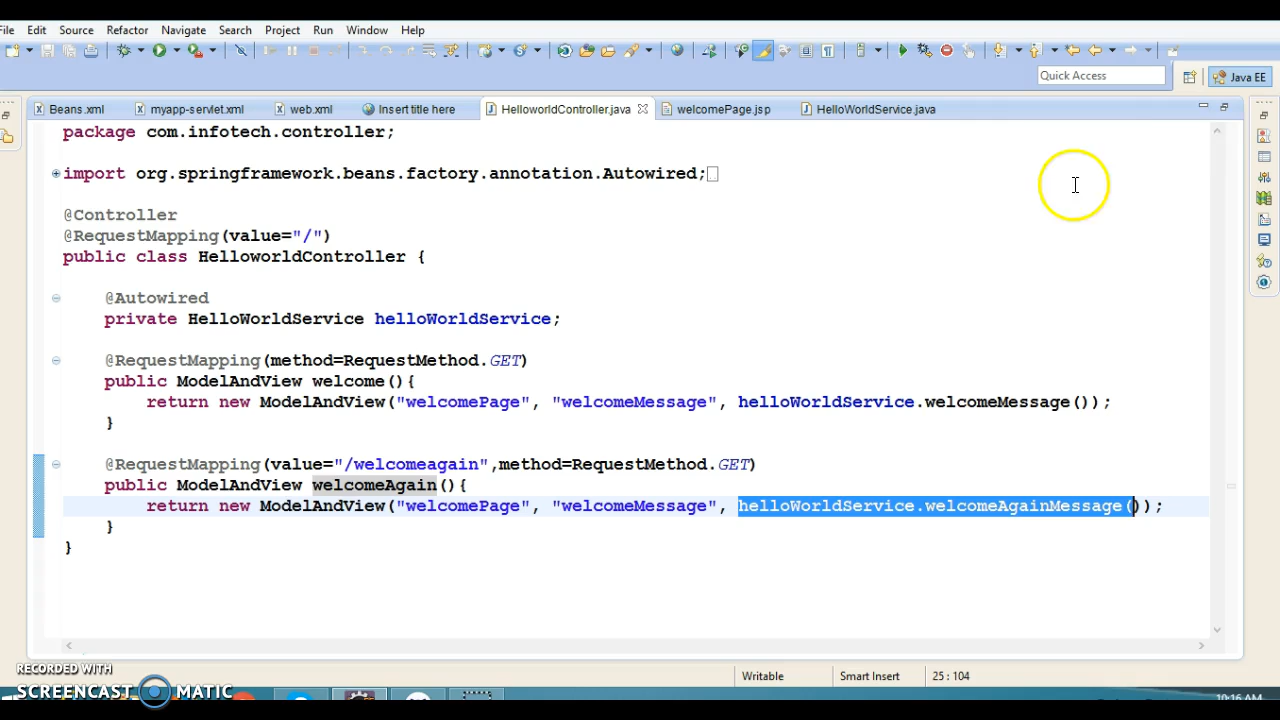 File Edit Source Refactor Navigate Search Project Run Window Help
Quick Access
Java EE
Beans.xml myapp-servlet.xml web.xml Insert title here HelloworldController.java welcomePage.jsp HelloWorldService.java
package com.infotech.controller;
import org.springframework.beans.factory.annotation.Autowired;
@Controller
@RequestMapping(value="/")
public class HelloworldController {
@Autowired
private HelloWorldService helloWorldService;
@RequestMapping(method=RequestMethod.GET)
public ModelAndView welcome(){
return new ModelAndView("welcomePage", "welcomeMessage", helloWorldService.welcomeMessage());
}
@RequestMapping(value="/welcomeagain",method=RequestMethod.GET)
public ModelAndView welcomeAgain(){
return new ModelAndView("welcomePage", "welcomeMessage", helloWorldService.welcomeAgainMessage());
}
}
Writable Smart Insert 25 : 104
RECORDED WITH
SCREENCAST MATIC
10:16 AM